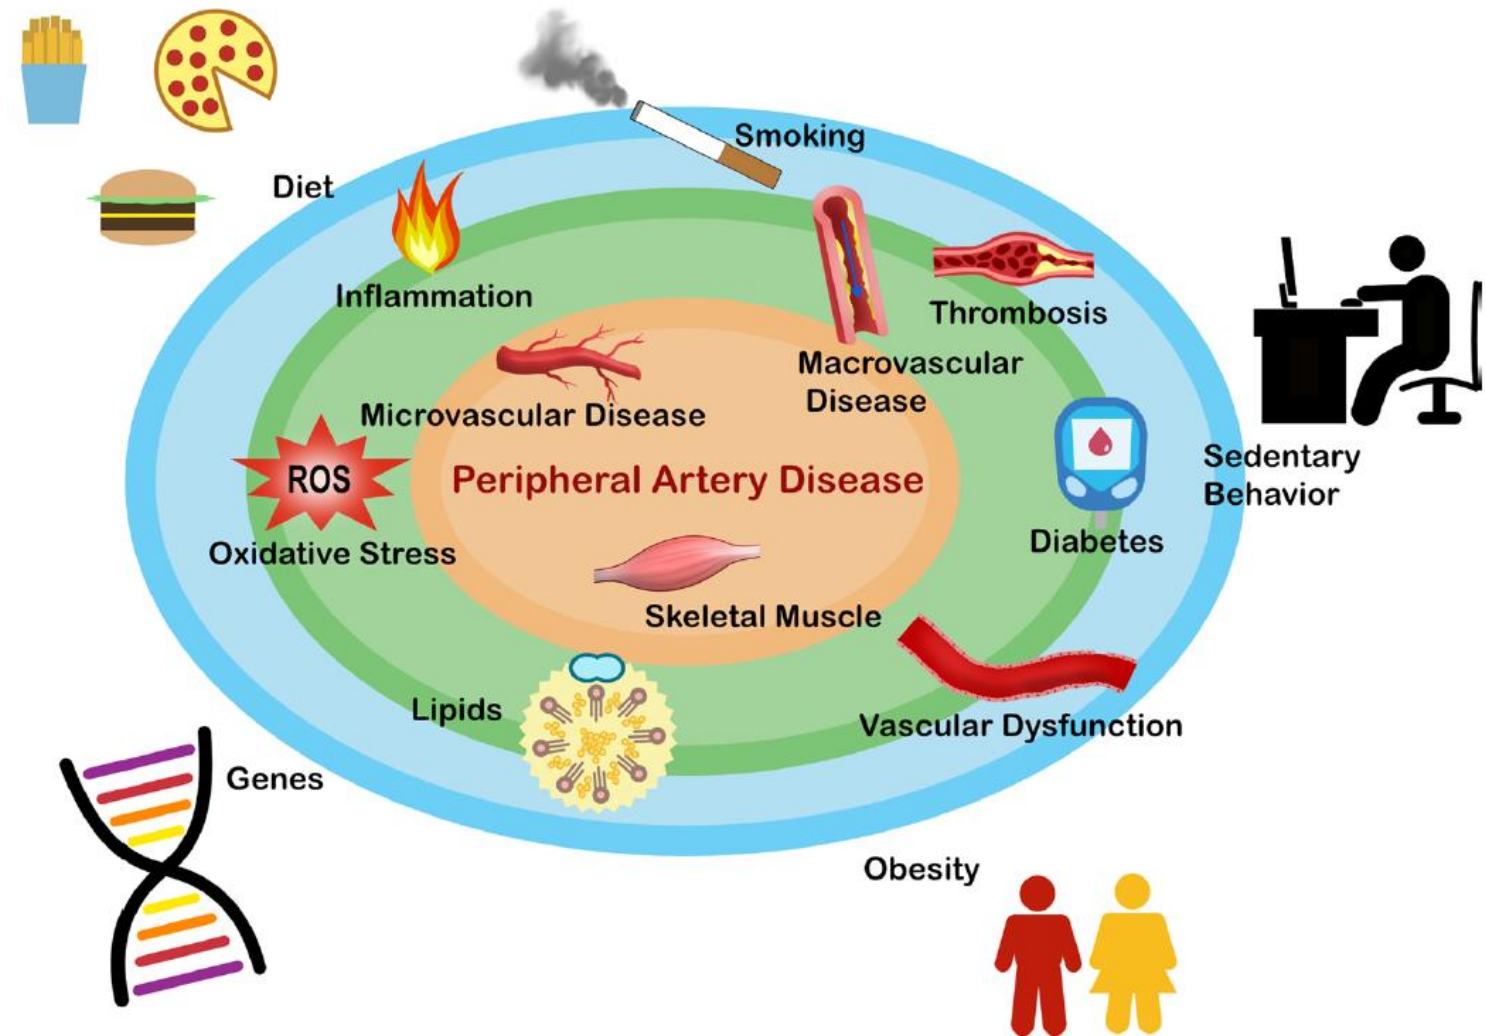 Smoking
Diet
Inflammation
Thrombosis
Macrovascular
Disease
Microvascular Disease
ROS
Peripheral Artery Disease
Sedentary
Behavior
Oxidative Stress
Diabetes
Skeletal Muscle
Lipids
Vascular Dysfunction
Genes
Obesity